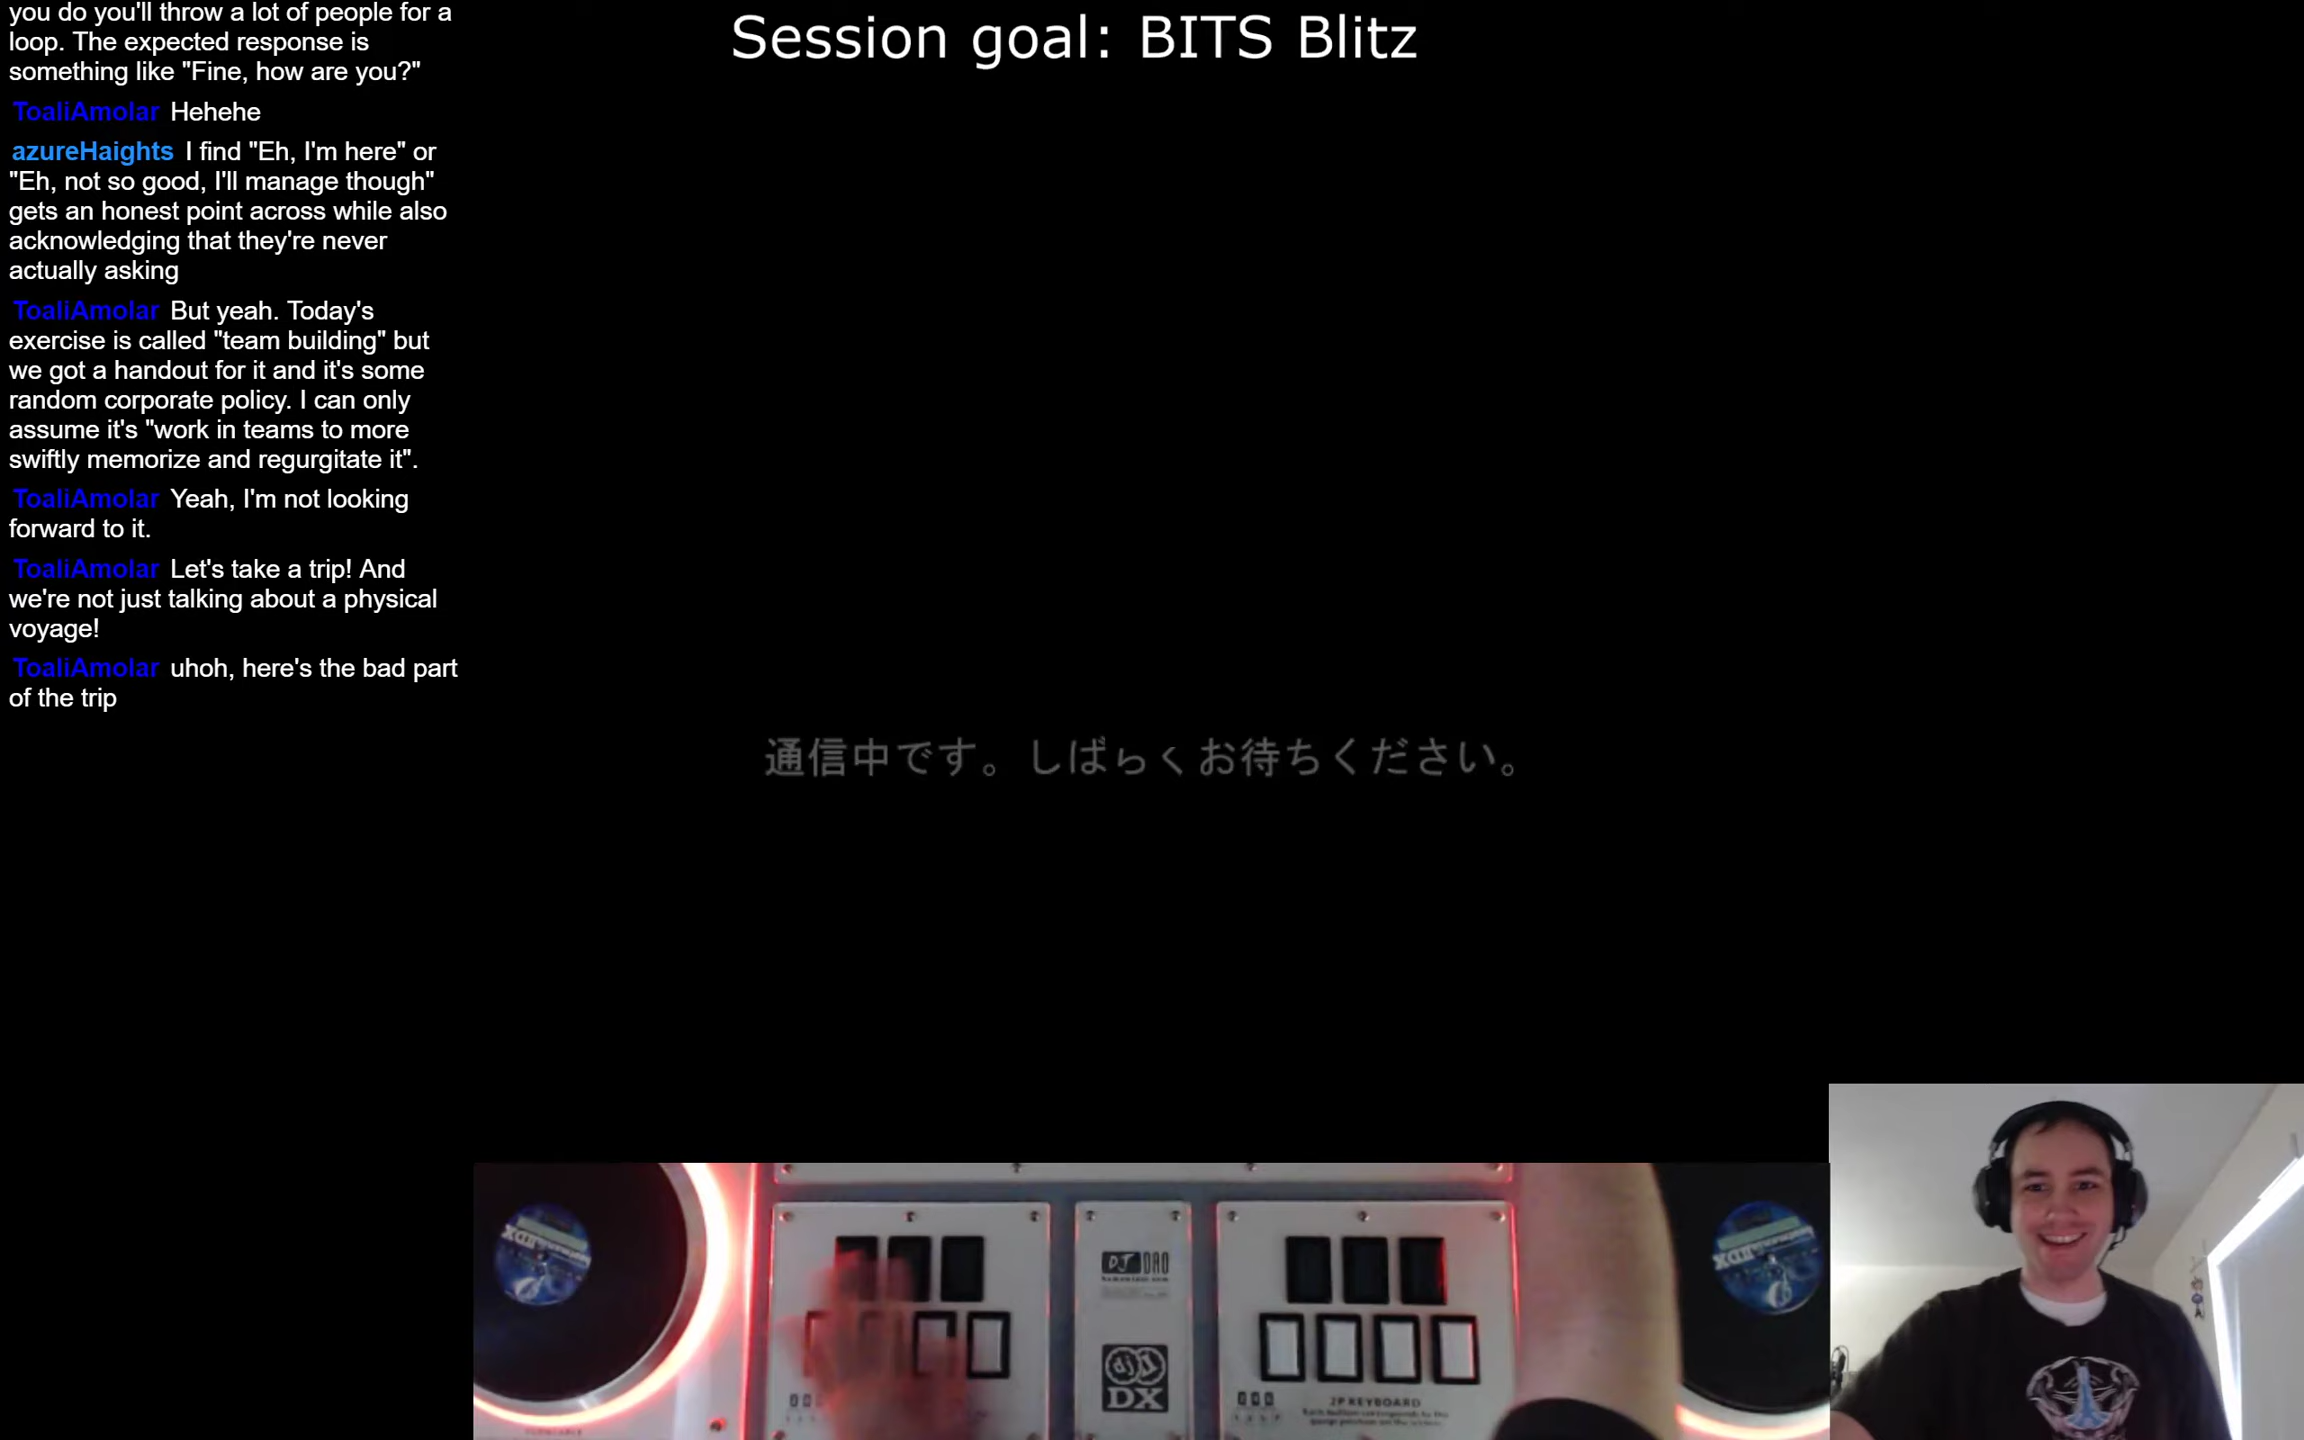 you do you'll throw a lot of people for a
loop. The expected response is
something like "Fine, how are you?"
ToaliAmolar Hehehe
azureHaights I find "Eh, I'm here" or
"Eh, not so good, I'll manage though"
gets an honest point across while also
acknowledging that they're never
actually asking
ToaliAmolar But yeah. Today's
exercise is called "team building" but
we got a handout for it and it's some
random corporate policy. I can only
assume it's "work in teams to more
swiftly memorize and regurgitate it".
ToaliAmolar Yeah, I'm not looking
forward to it.
ToaliAmolar Let's take a trip! And
we're not just talking about a physical
voyage!
ToaliAmolar uhoh, here's the bad part
of the trip
Session goal: BITS Blitz
通信中です。しばらくお待ちください。
DJ DAO
DX
JP KEYBOARD